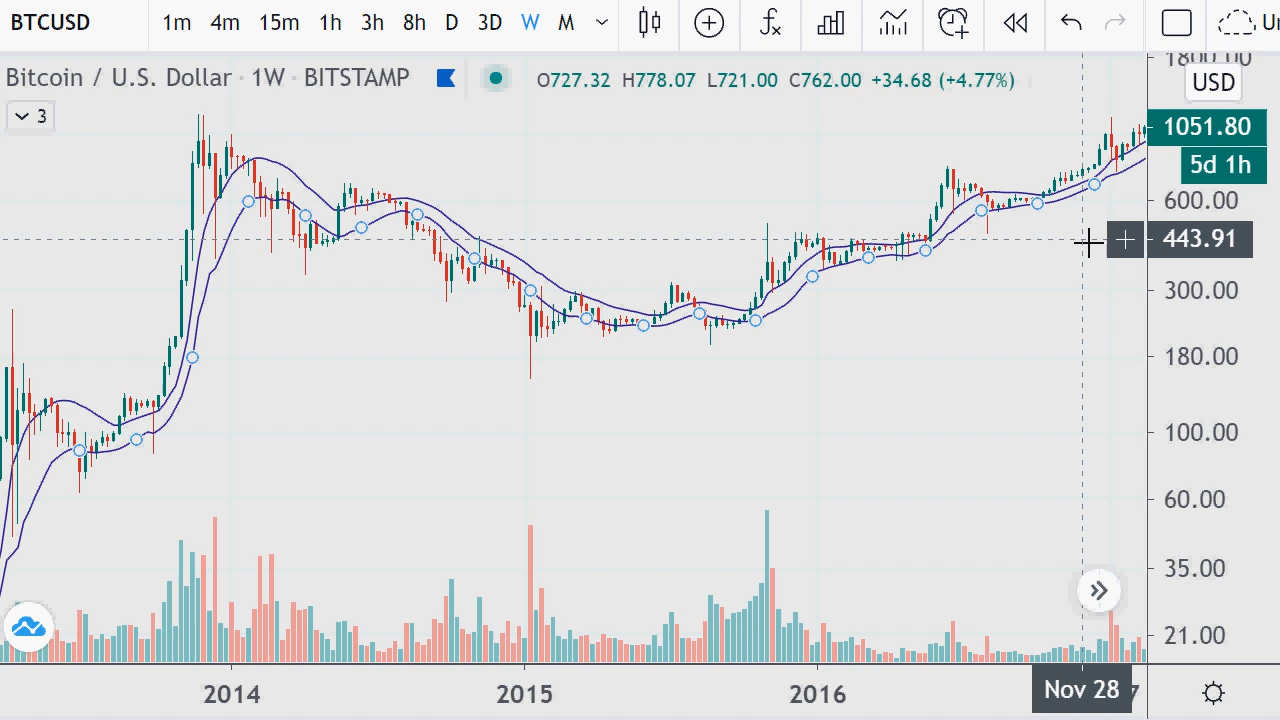 BTCUSD 1m 4m 15m 1h 3h 8h D 3D W M
Bitcoin / U.S. Dollar · 1W · BITSTAMP O727.32 H778.07 L721.00 C762.00 +34.68 (+4.77%)
USD
3
1051.80
5d 1h
600.00
443.91
300.00
180.00
100.00
60.00
35.00
21.00
2014 2015 2016 Nov 28